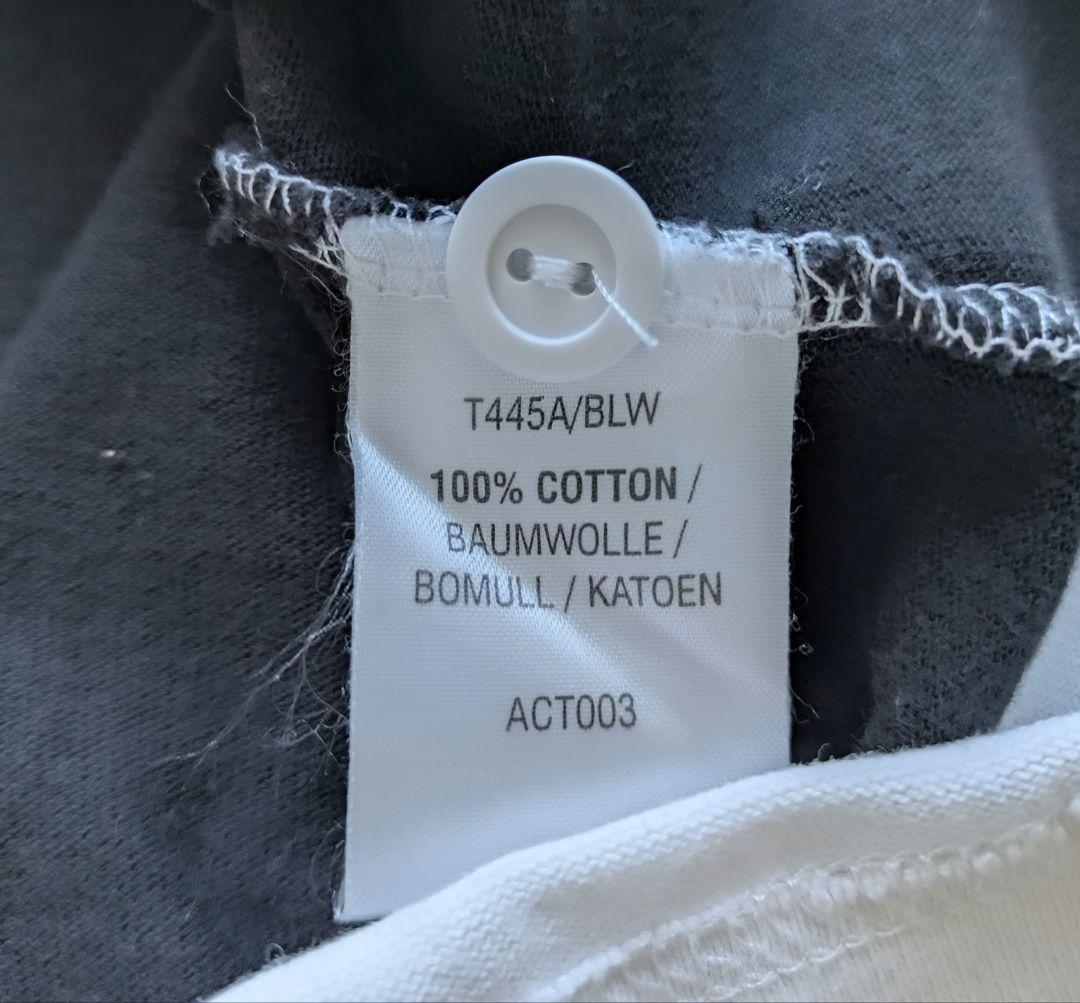 T445A/BLW
100% COTTON /
BAUMWOLLE /
BOMULL / KATOEN
ACT003